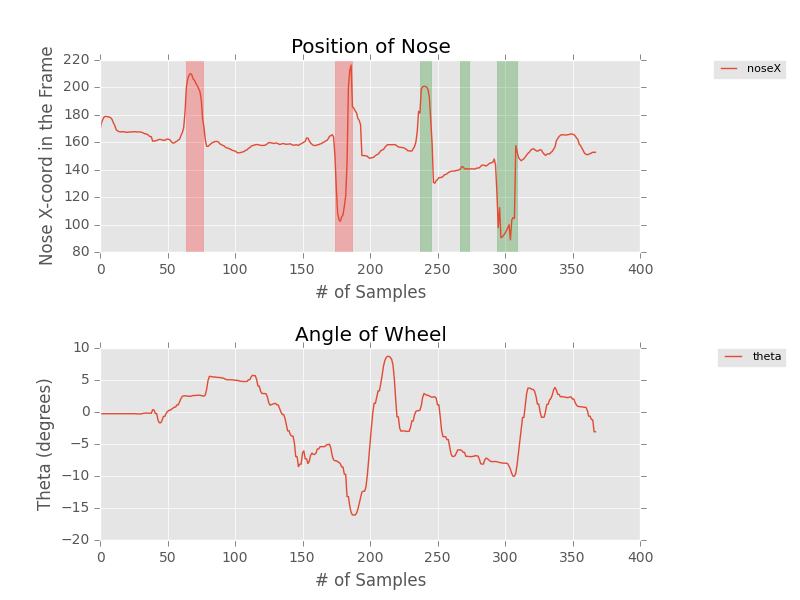 Position of Nose
220
200
180
160
140
120
100
80
Nose X-coord in the Frame
0 50 100 150 200 250 300 350 400
# of Samples
noseX
Angle of Wheel
10
5
0
−5
−10
−15
−20
Theta (degrees)
0 50 100 150 200 250 300 350 400
# of Samples
theta